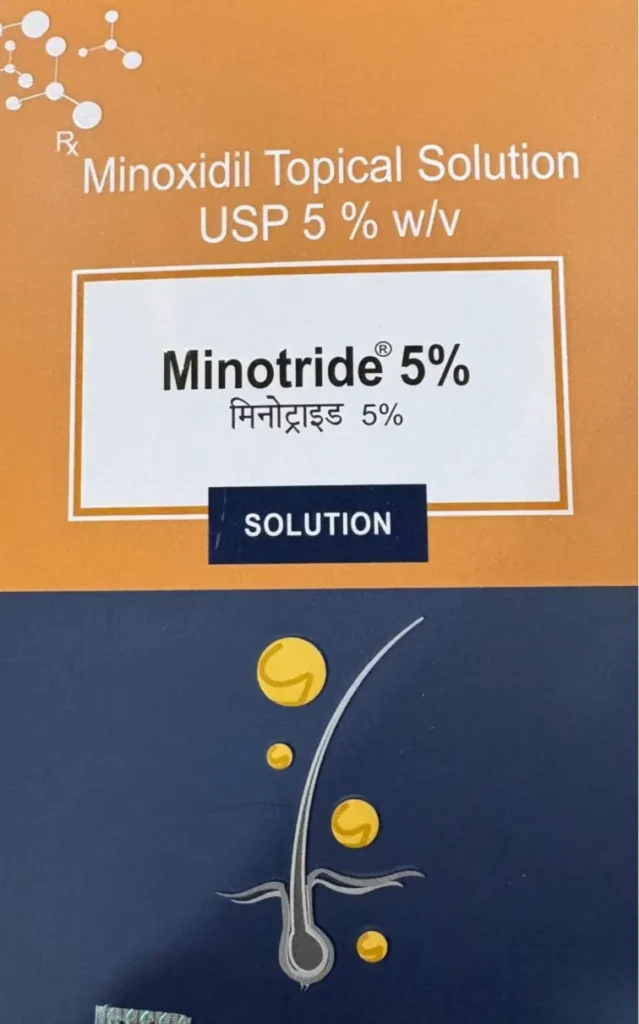 Rx
Minoxidil Topical Solution
USP 5 % w/v
Minotride® 5%
मिनोट्राइड 5%
SOLUTION